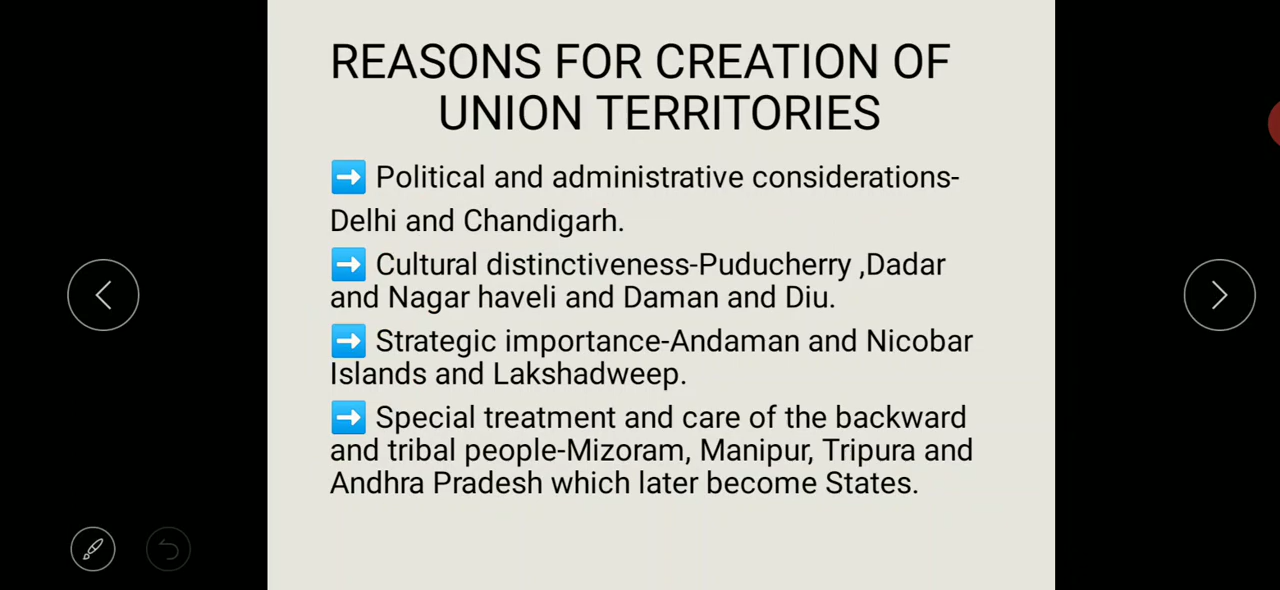 REASONS FOR CREATION OF
UNION TERRITORIES
➡️ Political and administrative considerations-
Delhi and Chandigarh.
➡️ Cultural distinctiveness-Puducherry ,Dadar
and Nagar haveli and Daman and Diu.
➡️ Strategic importance-Andaman and Nicobar
Islands and Lakshadweep.
➡️ Special treatment and care of the backward
and tribal people-Mizoram, Manipur, Tripura and
Andhra Pradesh which later become States.